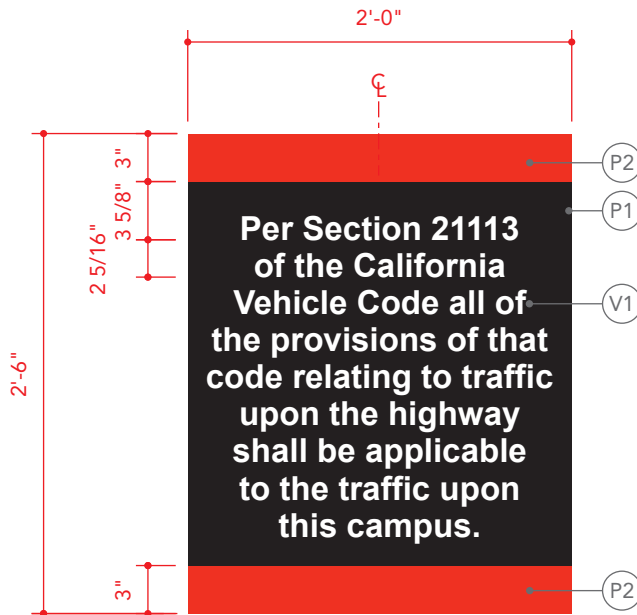 2'-0"
℄
3"
P2
3 5/8"
P1
Per Section 21113
of the California
2 5/16"
Vehicle Code all of
V1
the provisions of that
2'-6"
code relating to traffic
upon the highway
shall be applicable
to the traffic upon
this campus.
3"
P2